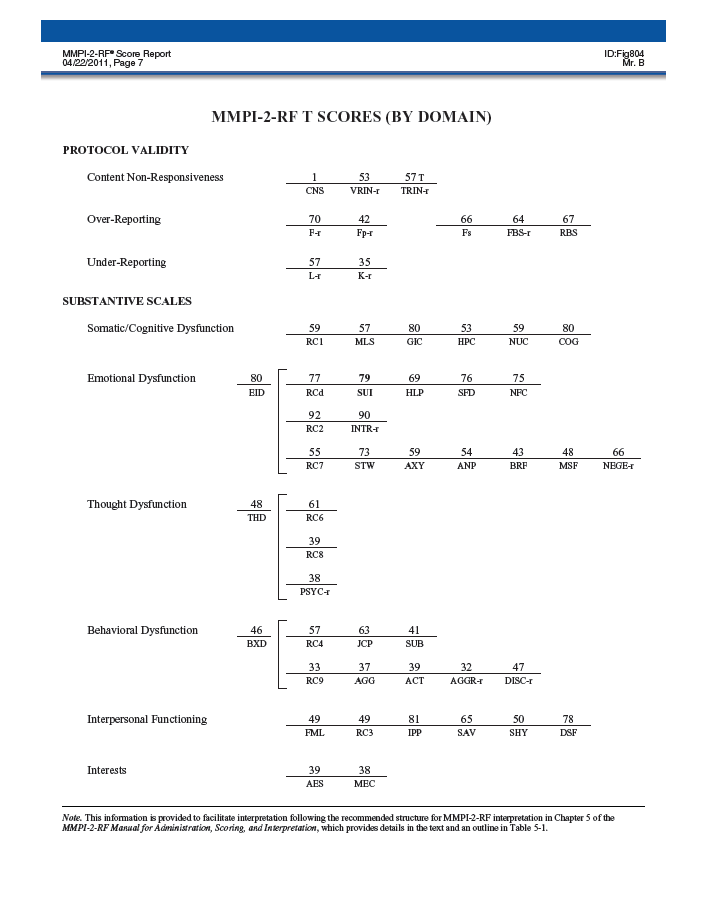 MMPI-2-RF® Score Report ID:Fig804
04/22/2011, Page 7 Mr. B
MMPI-2-RF T SCORES (BY DOMAIN)
PROTOCOL VALIDITY
Content Non-Responsiveness 1 53 57 T
CNS VRIN-r TRIN-r
Over-Reporting 70 42 66 64 67
F-r Fp-r Fs FBS-r RBS
Under-Reporting 57 35
L-r K-r
SUBSTANTIVE SCALES
Somatic/Cognitive Dysfunction 59 57 80 53 59 80
RC1 MLS GIC HPC NUC COG
Emotional Dysfunction 80 77 79 69 76 75
EID RCd SUI HLP SFD NFC
92 90
RC2 INTR-r
55 73 59 54 43 48 66
RC7 STW AXY ANP BRF MSF NEGE-r
Thought Dysfunction 48 61
THD RC6
39
RC8
38
PSYC-r
Behavioral Dysfunction 46 57 63 41
BXD RC4 JCP SUB
33 37 39 32 47
RC9 AGG ACT AGGR-r DISC-r
Interpersonal Functioning 49 49 81 65 50 78
FML RC3 IPP SAV SHY DSF
Interests 39 38
AES MEC
Note. This information is provided to facilitate interpretation following the recommended structure for MMPI-2-RF interpretation in Chapter 5 of the
MMPI-2-RF Manual for Administration, Scoring, and Interpretation, which provides details in the text and an outline in Table 5-1.